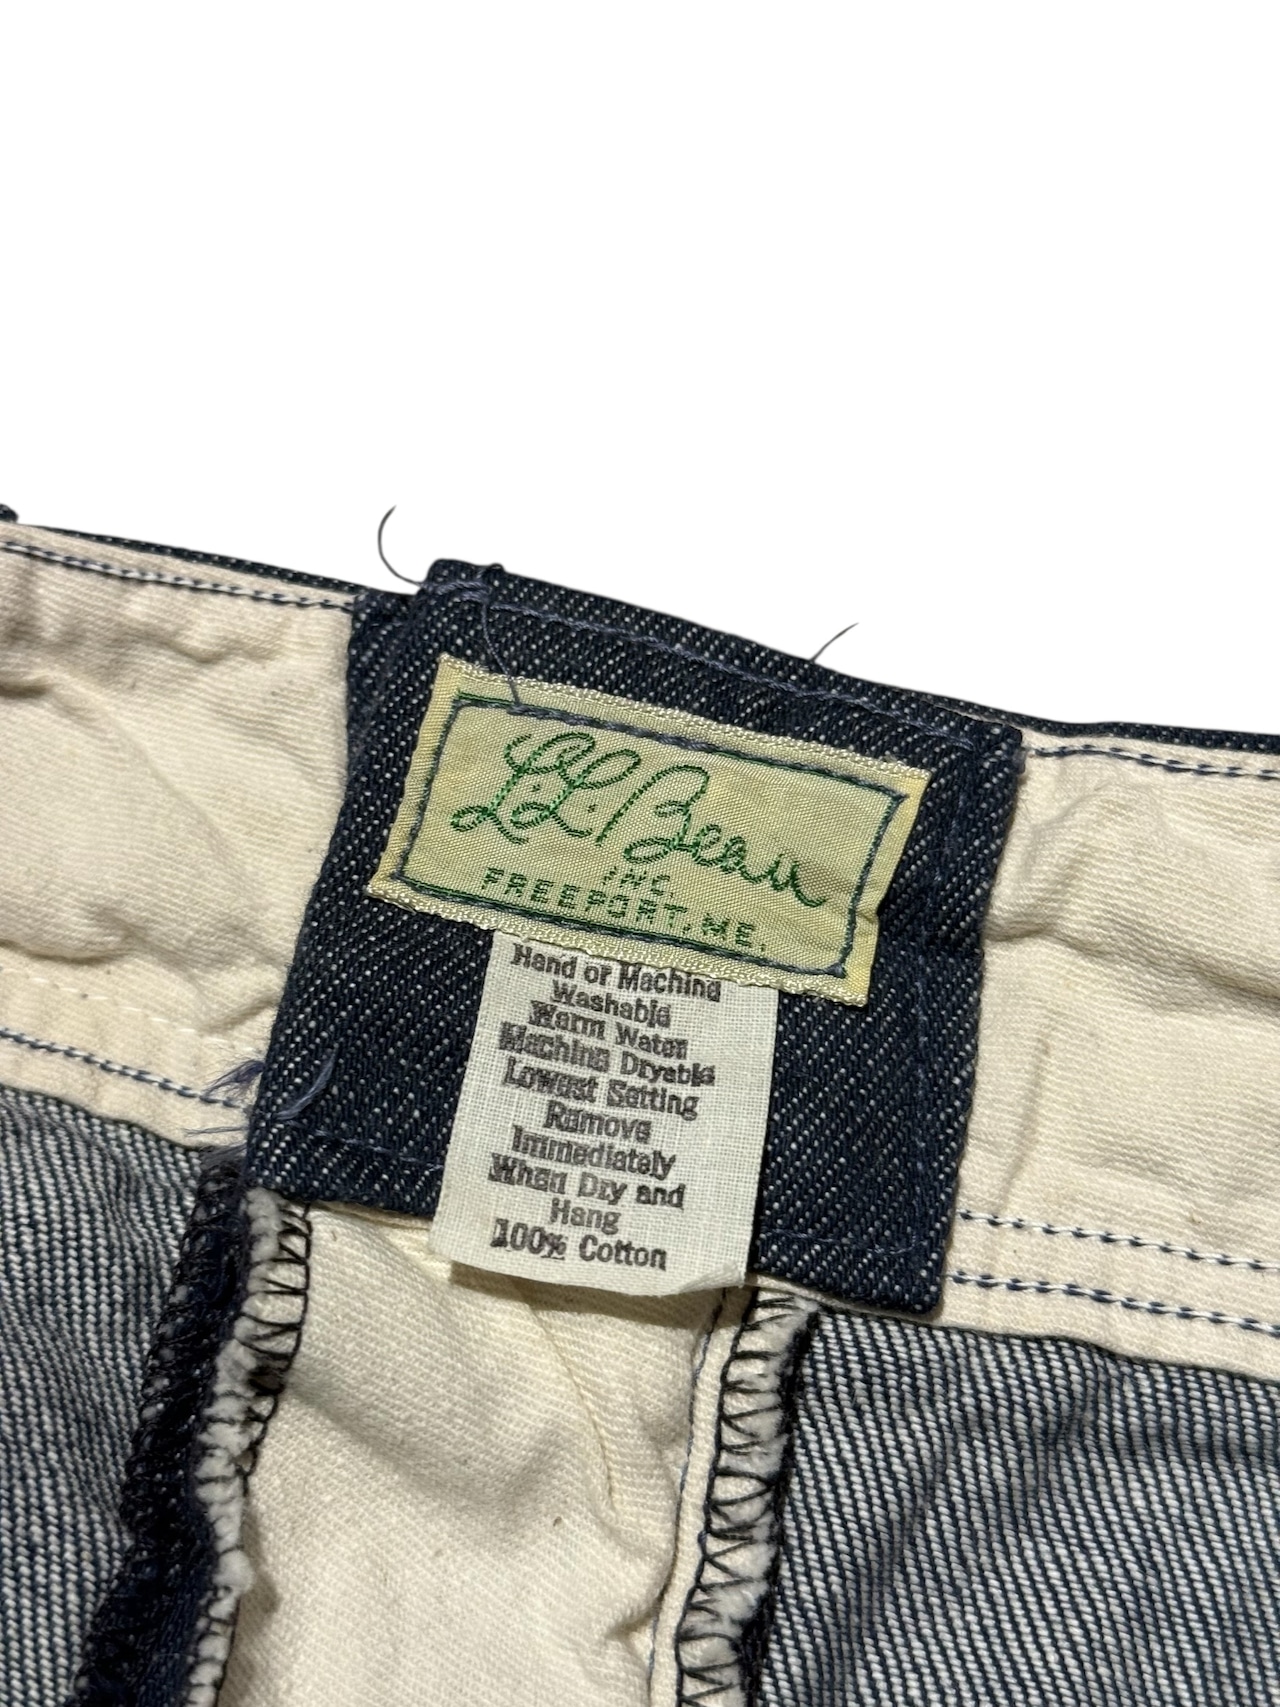 L.L. Bean
INC.
FREEPORT, ME.
Hand or Machine
Washable
Warm Water
Machine Dryable
Lowest Setting
Remove
Immediately
When Dry and
Hang
100% Cotton